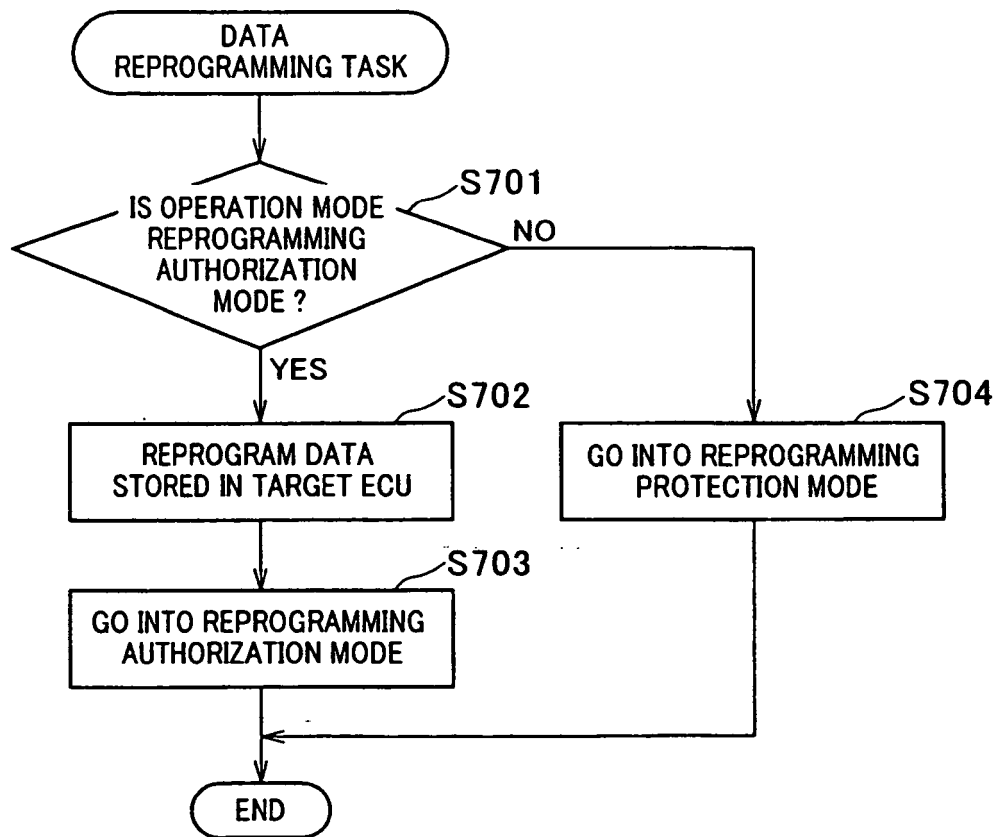 DATA
REPROGRAMMING TASK
S701
IS OPERATION MODE
REPROGRAMMING
AUTHORIZATION
MODE ?
NO
YES
S702
REPROGRAM DATA
STORED IN TARGET ECU
S704
GO INTO REPROGRAMMING
PROTECTION MODE
S703
GO INTO REPROGRAMMING
AUTHORIZATION MODE
END